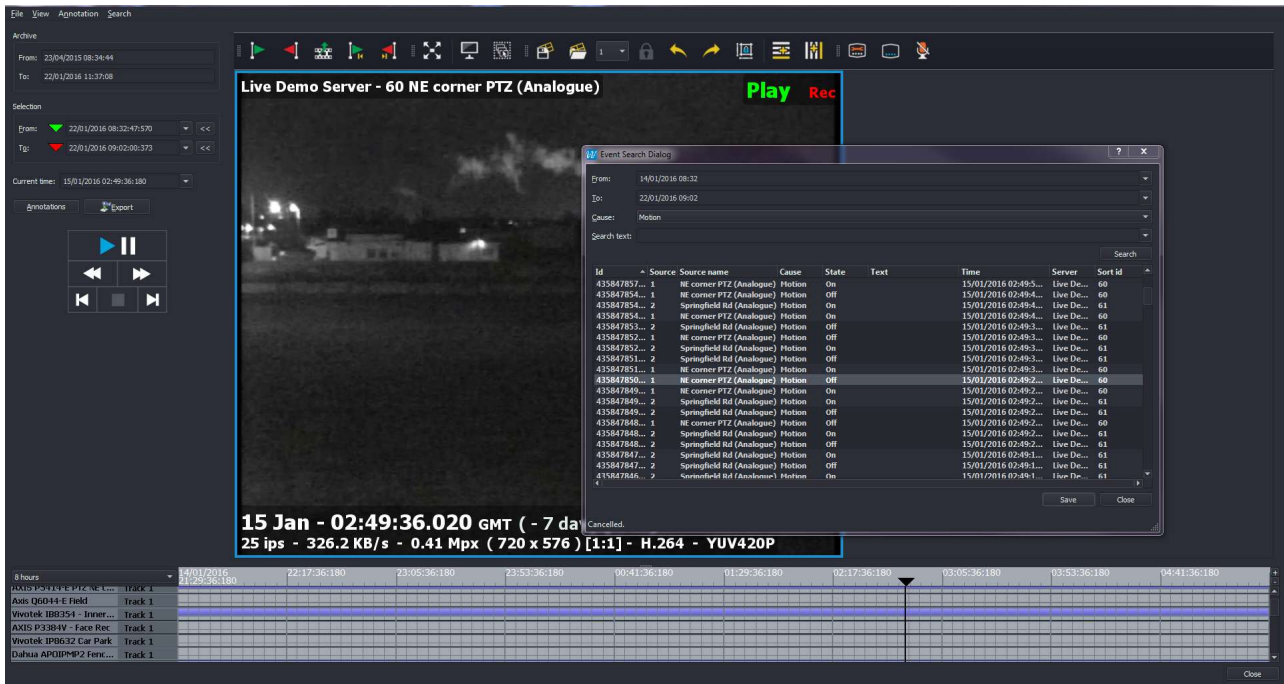 File View Annotation Search
Archive
From: 23/04/2015 08:34:44
To: 22/01/2016 11:37:08
Selection
From: 22/01/2016 08:32:47:570 <<
To: 22/01/2016 09:02:00:373 <<
Current time: 15/01/2016 02:49:36:180
Annotations Export
1
Live Demo Server - 60 NE corner PTZ (Analogue)
Play Rec
15 Jan - 02:49:36.020 GMT ( - 7 da
25 ips - 326.2 KB/s - 0.41 Mpx ( 720 x 576 ) [1:1] - H.264 - YUV420P
Event Search Dialog ? X
From: 14/01/2016 08:32
To: 22/01/2016 09:02
Cause: Motion
Search text:
Search
Id Source Source name Cause State Text Time Server Sort id
435847857... 1 NE corner PTZ (Analogue) Motion On 15/01/2016 02:49:5... Live De... 60
435847854... 1 NE corner PTZ (Analogue) Motion Off 15/01/2016 02:49:4... Live De... 60
435847854... 2 Springfield Rd (Analogue) Motion On 15/01/2016 02:49:4... Live De... 61
435847854... 1 NE corner PTZ (Analogue) Motion On 15/01/2016 02:49:4... Live De... 60
435847853... 2 Springfield Rd (Analogue) Motion Off 15/01/2016 02:49:3... Live De... 61
435847852... 1 NE corner PTZ (Analogue) Motion Off 15/01/2016 02:49:3... Live De... 60
435847852... 2 Springfield Rd (Analogue) Motion On 15/01/2016 02:49:3... Live De... 61
435847851... 2 Springfield Rd (Analogue) Motion Off 15/01/2016 02:49:3... Live De... 61
435847851... 1 NE corner PTZ (Analogue) Motion On 15/01/2016 02:49:3... Live De... 60
435847850... 1 NE corner PTZ (Analogue) Motion Off 15/01/2016 02:49:2... Live De... 60
435847849... 1 NE corner PTZ (Analogue) Motion On 15/01/2016 02:49:2... Live De... 60
435847849... 2 Springfield Rd (Analogue) Motion On 15/01/2016 02:49:2... Live De... 61
435847849... 2 Springfield Rd (Analogue) Motion Off 15/01/2016 02:49:2... Live De... 61
435847848... 1 NE corner PTZ (Analogue) Motion Off 15/01/2016 02:49:2... Live De... 60
435847848... 2 Springfield Rd (Analogue) Motion On 15/01/2016 02:49:2... Live De... 61
435847848... 2 Springfield Rd (Analogue) Motion Off 15/01/2016 02:49:2... Live De... 61
435847847... 2 Springfield Rd (Analogue) Motion On 15/01/2016 02:49:1... Live De... 61
435847847... 2 Springfield Rd (Analogue) Motion Off 15/01/2016 02:49:1... Live De... 61
435847846... 2 Springfield Rd (Analogue) Motion On 15/01/2016 02:49:1... Live De... 61
Save Close
Cancelled.
8 hours
14/01/2016
21:29:36:180 22:17:36:180 23:05:36:180 23:53:36:180 00:41:36:180 01:29:36:180 02:17:36:180 03:05:36:180 03:53:36:180 04:41:36:180
AXIS P5414-E PTZ NE C... Track 1
Axis Q6044-E Field Track 1
Vivotek IB8354 - Inner... Track 1
AXIS P3384V - Face Rec Track 1
Vivotek IP8632 Car Park Track 1
Dahua APOIPMP2 Fenc... Track 1
Close